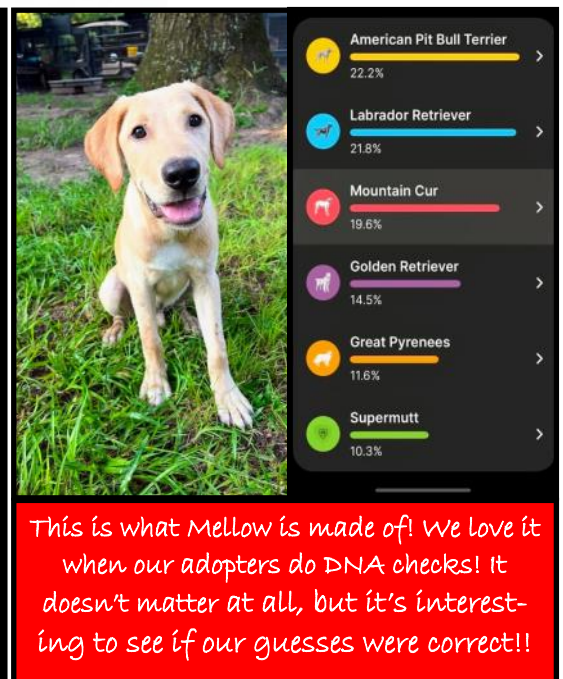 American Pit Bull Terrier
22.2%
Labrador Retriever
21.8%
Mountain Cur
19.6%
Golden Retriever
14.5%
Great Pyrenees
11.6%
Supermutt
10.3%
This is what Mellow is made of! We love it
when our adopters do DNA checks! It
doesn't matter at all, but it's interest-
ing to see if our guesses were correct!!